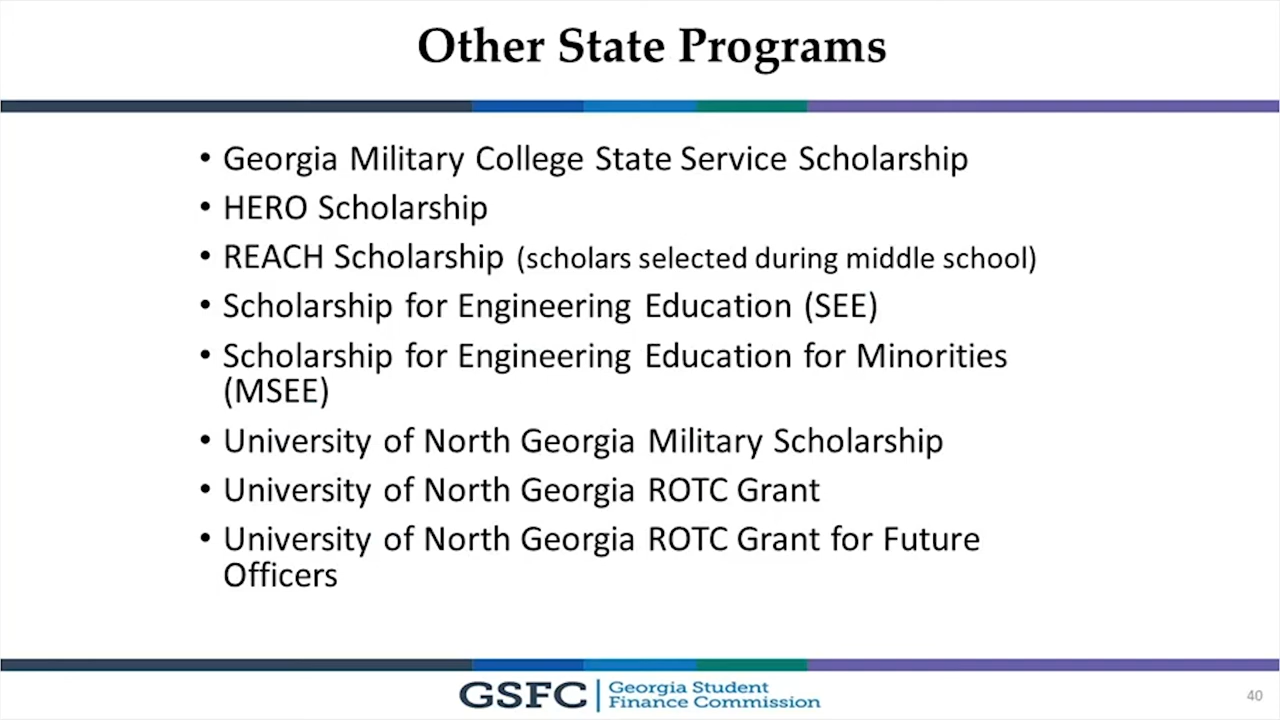 Other State Programs
• Georgia Military College State Service Scholarship
• HERO Scholarship
• REACH Scholarship (scholars selected during middle school)
• Scholarship for Engineering Education (SEE)
• Scholarship for Engineering Education for Minorities
(MSEE)
• University of North Georgia Military Scholarship
• University of North Georgia ROTC Grant
• University of North Georgia ROTC Grant for Future
Officers
GSFC
Georgia Student
Finance Commission
40